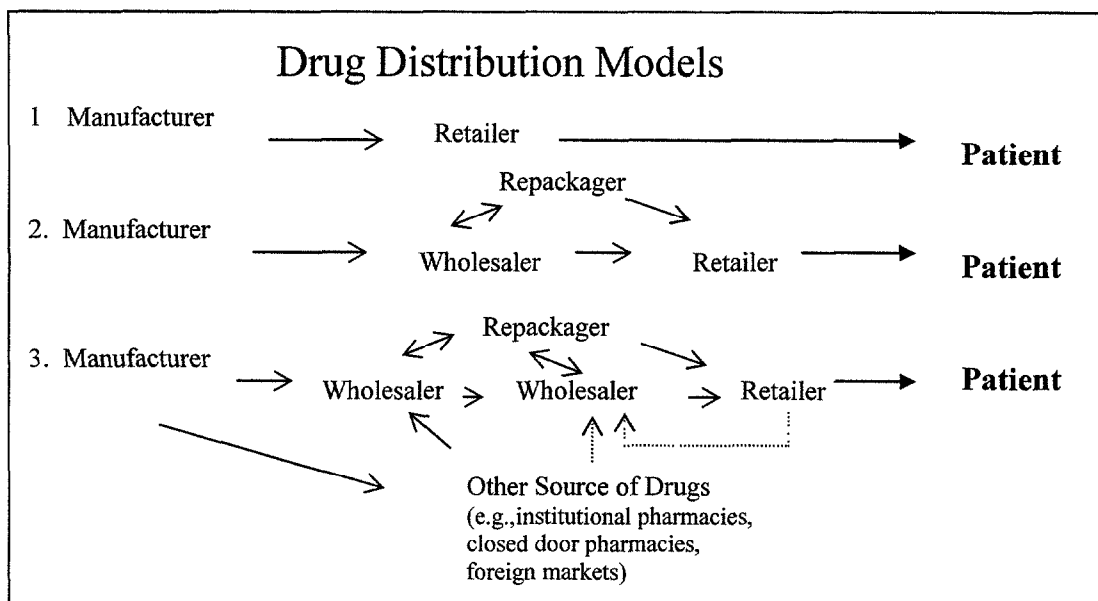 Drug Distribution Models
1 Manufacturer
Retailer
Patient
Repackager
2. Manufacturer
Wholesaler
Retailer
Patient
Repackager
3. Manufacturer
Wholesaler
Wholesaler
Retailer
Patient
Other Source of Drugs
(e.g.,institutional pharmacies,
closed door pharmacies,
foreign markets)